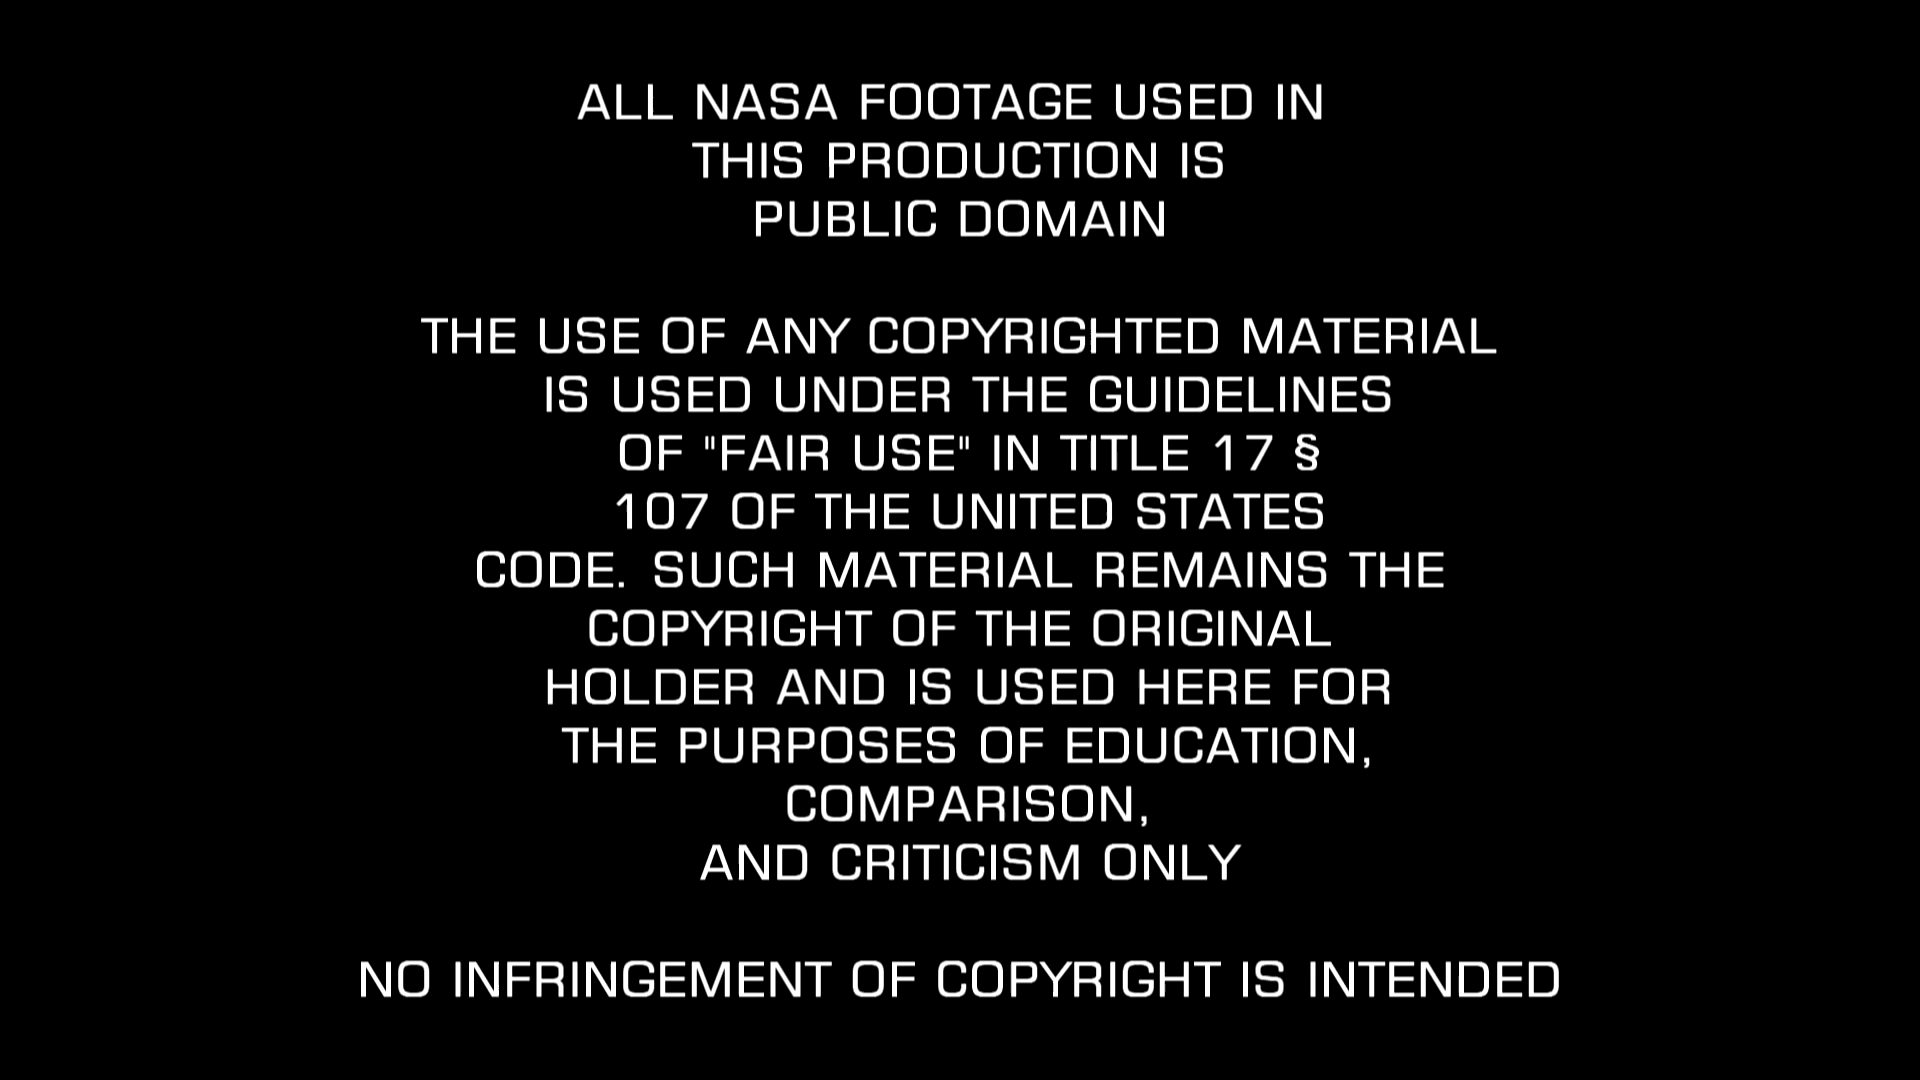 ALL NASA FOOTAGE USED IN
THIS PRODUCTION IS
PUBLIC DOMAIN
THE USE OF ANY COPYRIGHTED MATERIAL
IS USED UNDER THE GUIDELINES
OF "FAIR USE" IN TITLE 17 §
107 OF THE UNITED STATES
CODE. SUCH MATERIAL REMAINS THE
COPYRIGHT OF THE ORIGINAL
HOLDER AND IS USED HERE FOR
THE PURPOSES OF EDUCATION,
COMPARISON,
AND CRITICISM ONLY
NO INFRINGEMENT OF COPYRIGHT IS INTENDED